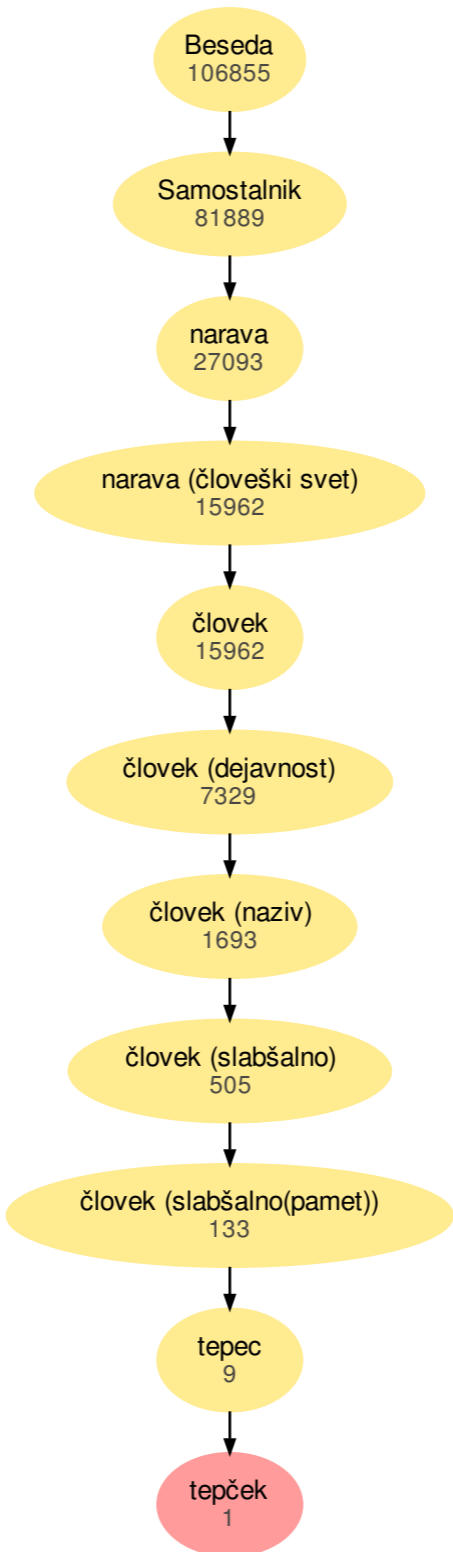 Beseda
106855
Samostalnik
81889
narava
27093
narava (človeški svet)
15962
človek
15962
človek (dejavnost)
7329
človek (naziv)
1693
človek (slabšalno)
505
človek (slabšalno(pamet))
133
tepec
9
tepček
1